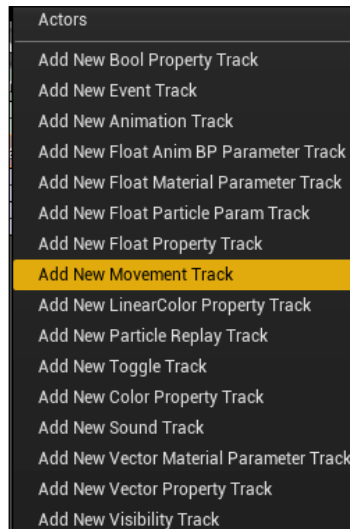 Actors
Add New Bool Property Track
Add New Event Track
Add New Animation Track
Add New Float Anim BP Parameter Track
Add New Float Material Parameter Track
Add New Float Particle Param Track
Add New Float Property Track
Add New Movement Track
Add New LinearColor Property Track
Add New Particle Replay Track
Add New Toggle Track
Add New Color Property Track
Add New Sound Track
Add New Vector Material Parameter Track
Add New Vector Property Track
Add New Visibility Track